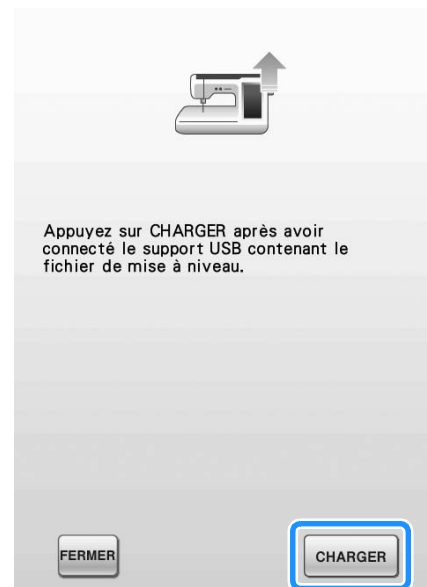 Appuyez sur CHARGER après avoir
connecté le support USB contenant le
fichier de mise à niveau.
FERMER
CHARGER